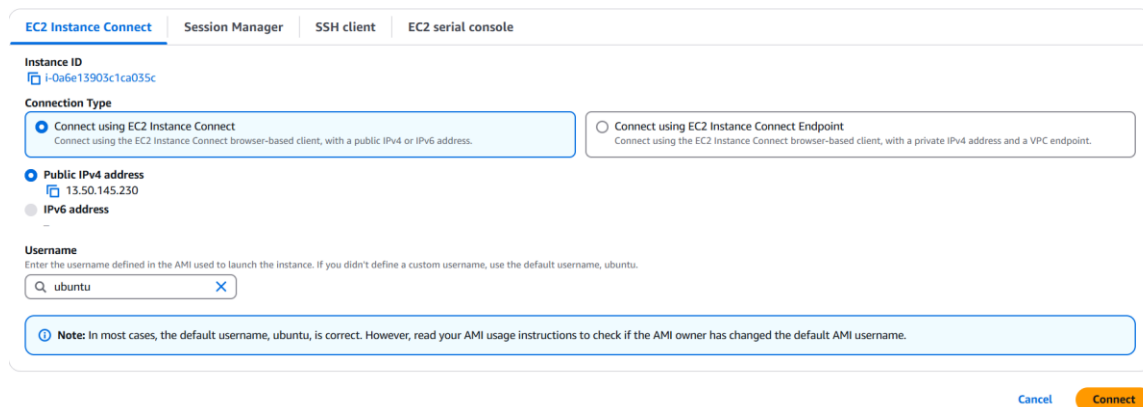 EC2 Instance Connect Session Manager SSH client EC2 serial console
Instance ID
i-0a6e13903c1ca035c
Connection Type
Connect using EC2 Instance Connect
Connect using the EC2 Instance Connect browser-based client, with a public IPv4 or IPv6 address.
Connect using EC2 Instance Connect Endpoint
Connect using the EC2 Instance Connect browser-based client, with a private IPv4 address and a VPC endpoint.
Public IPv4 address
13.50.145.230
IPv6 address
–
Username
Enter the username defined in the AMI used to launch the instance. If you didn't define a custom username, use the default username, ubuntu.
ubuntu
Note: In most cases, the default username, ubuntu, is correct. However, read your AMI usage instructions to check if the AMI owner has changed the default AMI username.
Cancel Connect